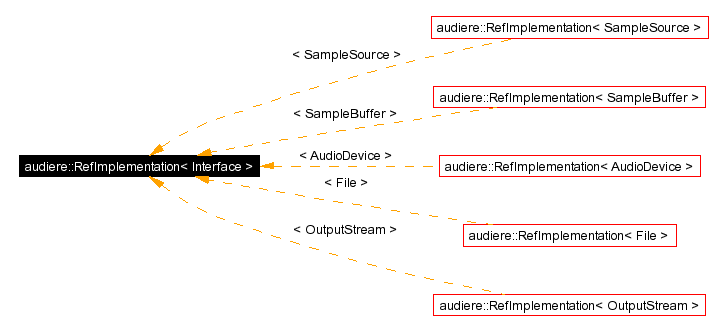 audiere::RefImplementation< SampleSource >
< SampleSource >
audiere::RefImplementation< SampleBuffer >
< SampleBuffer >
< AudioDevice >
audiere::RefImplementation< Interface >
audiere::RefImplementation< AudioDevice >
< File >
< OutputStream >
audiere::RefImplementation< File >
audiere::RefImplementation< OutputStream >